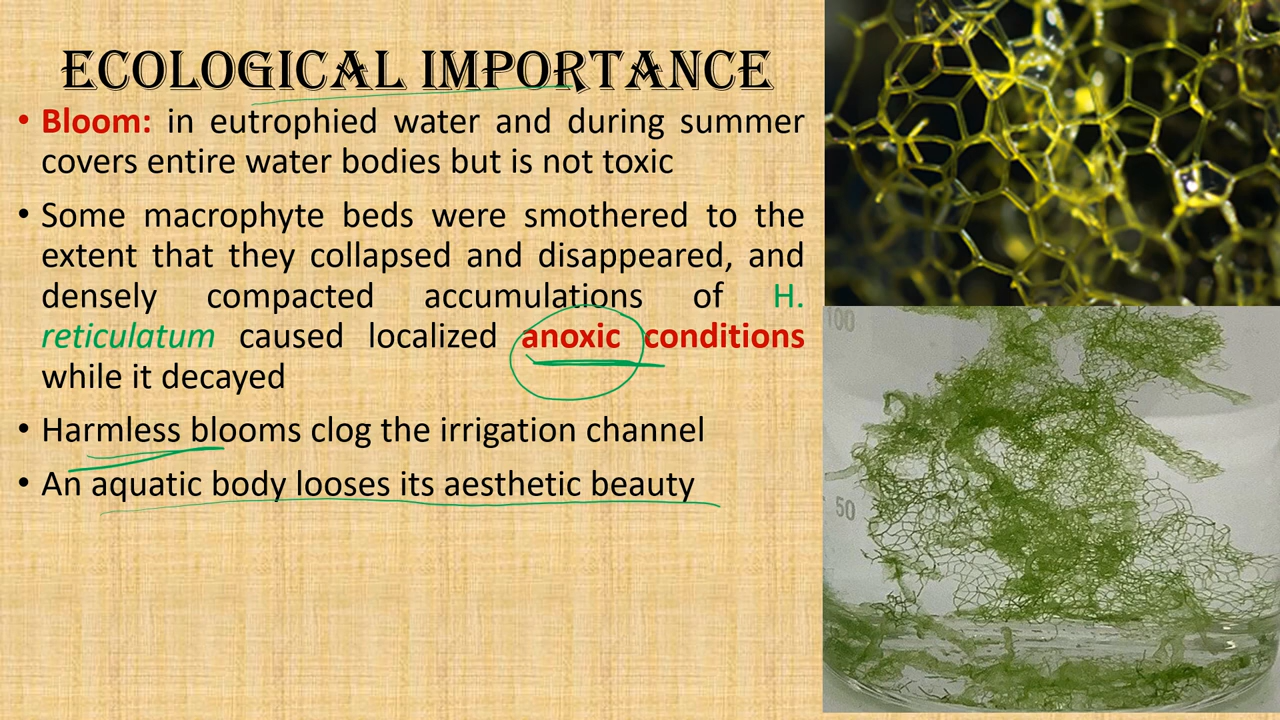 ECOLOGICAL IMPORTANCE
• Bloom: in eutrophied water and during summer
covers entire water bodies but is not toxic
• Some macrophyte beds were smothered to the
extent that they collapsed and disappeared, and
densely compacted accumulations of H.
reticulatum caused localized anoxic conditions
while it decayed
• Harmless blooms clog the irrigation channel
• An aquatic body looses its aesthetic beauty
100
50